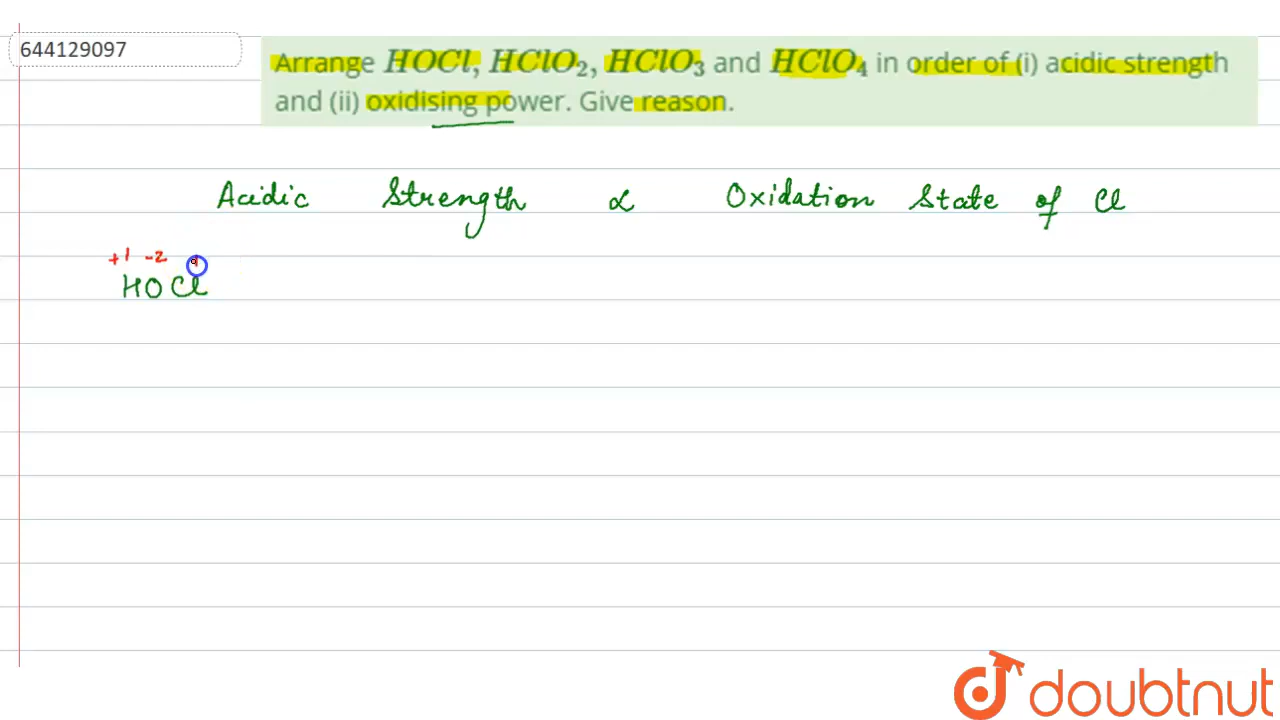 644129097
Arrange HOCl, HClO₂, HClO₃ and HClO₄ in order of (i) acidic strength
and (ii) oxidising power. Give reason.
Acidic Strength ∝ Oxidation State of Cl
+1 -2
HOCl
doubtnut